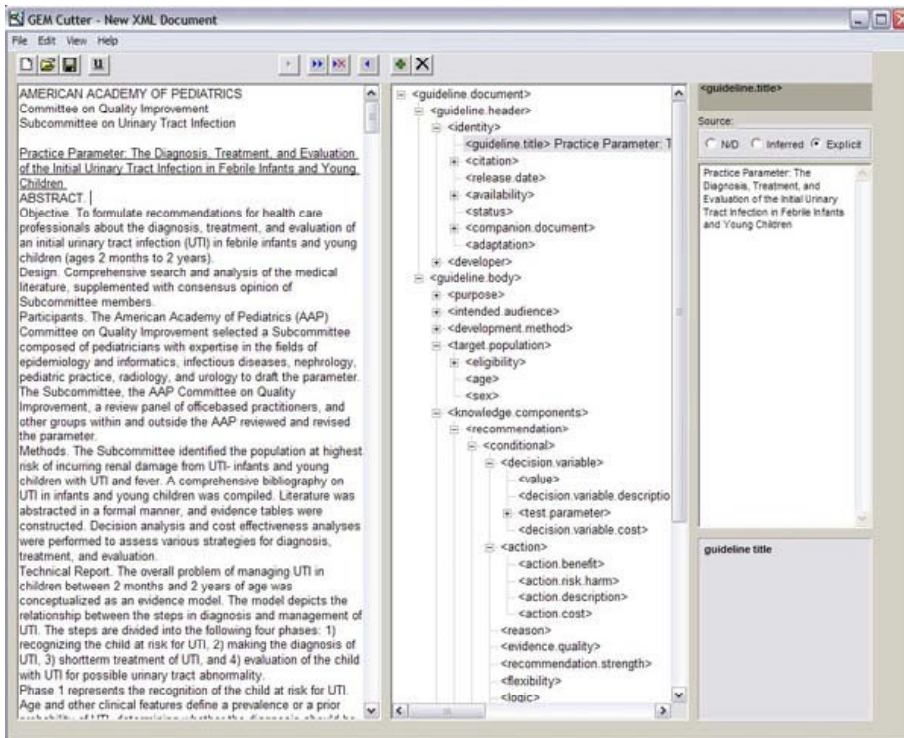 GEM Cutter - New XML Document
File Edit View Help
AMERICAN ACADEMY OF PEDIATRICS
Committee on Quality Improvement
Subcommittee on Urinary Tract Infection
Practice Parameter: The Diagnosis, Treatment, and Evaluation
of the Initial Urinary Tract Infection in Febrile Infants and Young
Children.
ABSTRACT.
Objective. To formulate recommendations for health care
professionals about the diagnosis, treatment, and evaluation of
an initial urinary tract infection (UTI) in febrile infants and young
children (ages 2 months to 2 years).
Design. Comprehensive search and analysis of the medical
literature, supplemented with consensus opinion of
Subcommittee members.
Participants. The American Academy of Pediatrics (AAP)
Committee on Quality Improvement selected a Subcommittee
composed of pediatricians with expertise in the fields of
epidemiology and informatics, infectious diseases, nephrology,
pediatric practice, radiology, and urology to draft the parameter.
The Subcommittee, the AAP Committee on Quality
Improvement, a review panel of officebased practitioners, and
other groups within and outside the AAP reviewed and revised
the parameter.
Methods. The Subcommittee identified the population at highest
risk of incurring renal damage from UTI- infants and young
children with UTI and fever. A comprehensive bibliography on
UTI in infants and young children was compiled. Literature was
abstracted in a formal manner, and evidence tables were
constructed. Decision analysis and cost effectiveness analyses
were performed to assess various strategies for diagnosis,
treatment, and evaluation.
Technical Report. The overall problem of managing UTI in
children between 2 months and 2 years of age was
conceptualized as an evidence model. The model depicts the
relationship between the steps in diagnosis and management of
UTI. The steps are divided into the following four phases: 1)
recognizing the child at risk for UTI, 2) making the diagnosis of
UTI, 3) shortterm treatment of UTI, and 4) evaluation of the child
with UTI for possible urinary tract abnormality.
Phase 1 represents the recognition of the child at risk for UTI.
Age and other clinical features define a prevalence or a prior
<guideline.document>
<guideline.header>
<identity>
<guideline.title> Practice Parameter: T
<citation>
<release.date>
<availability>
<status>
<companion.document>
<adaptation>
<developer>
<guideline.body>
<purpose>
<intended.audience>
<development.method>
<target.population>
<eligibility>
<age>
<sex>
<knowledge.components>
<recommendation>
<conditional>
<decision.variable>
<value>
<decision.variable.descriptio
<test.parameter>
<decision.variable.cost>
<action>
<action.benefit>
<action.risk.harm>
<action.description>
<action.cost>
<reason>
<evidence.quality>
<recommendation.strength>
<flexibility>
<logic>
<guideline.title>
Source:
N/D Inferred Explicit
Practice Parameter: The
Diagnosis, Treatment, and
Evaluation of the Initial Urinary
Tract Infection in Febrile Infants
and Young Children
guideline title